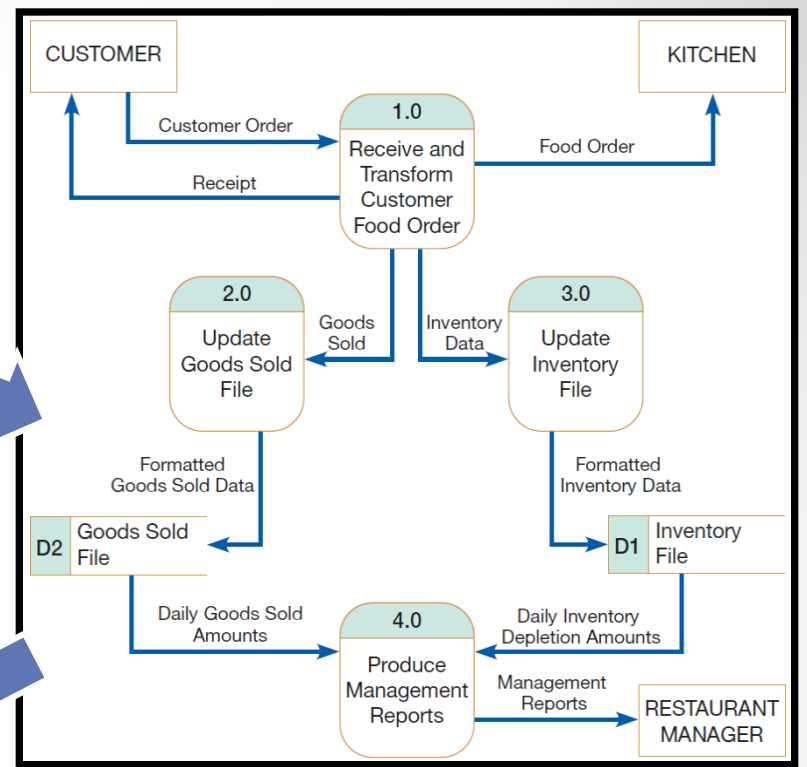 CUSTOMER
KITCHEN
1.0
Receive and
Transform
Customer
Food Order
Customer Order
Receipt
Food Order
2.0
Update
Goods Sold
File
Goods
Sold
Inventory
Data
3.0
Update
Inventory
File
Formatted
Goods Sold Data
Formatted
Inventory Data
D2
Goods Sold
File
D1
Inventory
File
Daily Goods Sold
Amounts
4.0
Produce
Management
Reports
Daily Inventory
Depletion Amounts
Management
Reports
RESTAURANT
MANAGER